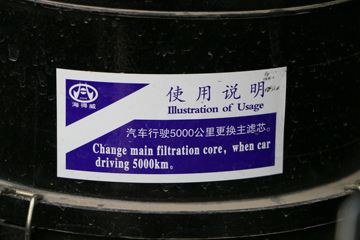 使用说明
Illustration of Usage
海得威
汽车行驶5000公里更换主滤芯。
Change main filtration core, when car
driving 5000km。